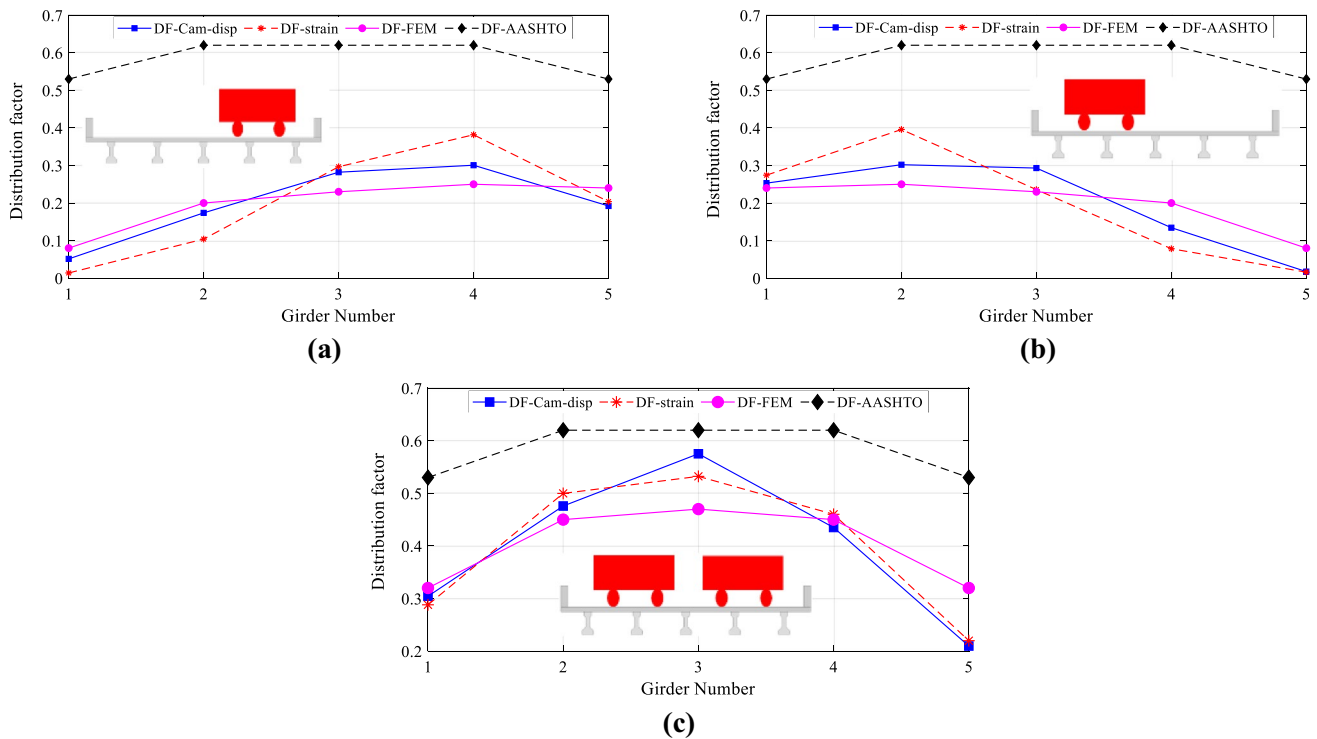 DF-Cam-disp DF-strain DF-FEM DF-AASHTO
0.7
0.6
0.5
0.4
0.3
0.2
0.1
0
Distribution factor
1 2 3 4 5
Girder Number
(a)
DF-Cam-disp DF-strain DF-FEM DF-AASHTO
0.7
0.6
0.5
0.4
0.3
0.2
0.1
0
Distribution factor
1 2 3 4 5
Girder Number
(b)
DF-Cam-disp DF-strain DF-FEM DF-AASHTO
0.7
0.6
0.5
0.4
0.3
0.2
Distribution factor
1 2 3 4 5
Girder Number
(c)